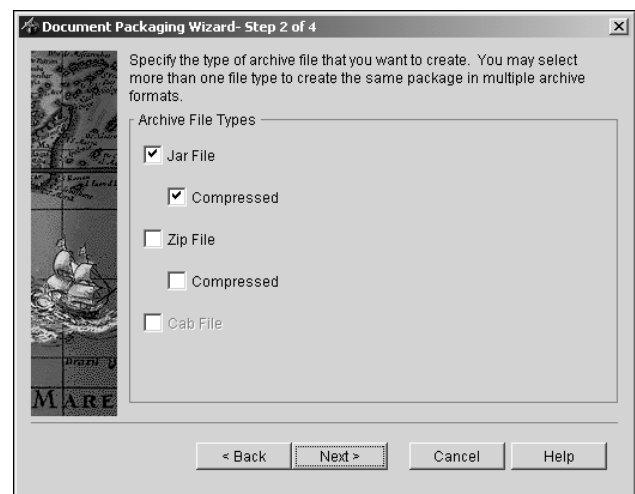 Document Packaging Wizard- Step 2 of 4
Specify the type of archive file that you want to create. You may select
more than one file type to create the same package in multiple archive
formats.
Archive File Types
Jar File
Compressed
Zip File
Compressed
Cab File
MARE
< Back
Next >
Cancel
Help